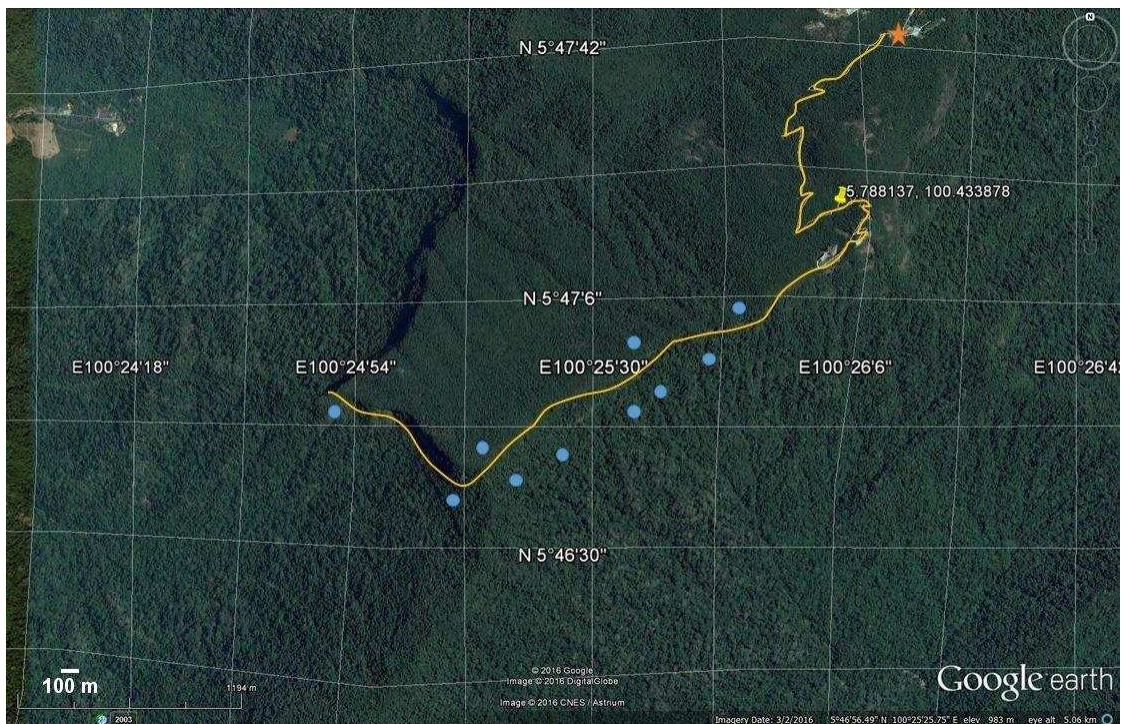 N
N 5°47'42"
5.788137, 100.433878
N 5°47'6"
E100°24'18"
E100°24'54"
E100°25'30"
E100°26'6"
E100°26'42
N 5°46'30"
© 2016 Google
Image © 2016 DigitalGlobe
Image © 2016 CNES / Astrium
Google earth
100 m
1194 m
2003
Imagery Date: 3/2/2016 5°46'56.49" N 100°25'25.75" E elev 983 m eye alt 5.06 km